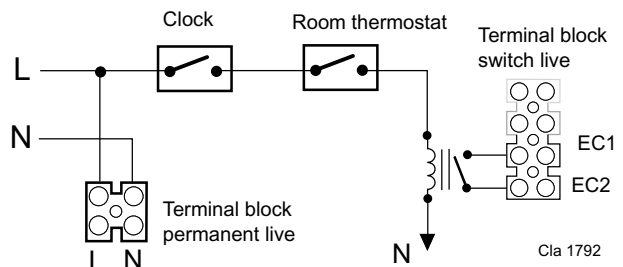 Clock
Room thermostat
Terminal block
switch live
L
N
EC1
EC2
Terminal block
permanent live
L N
N
Cla 1792